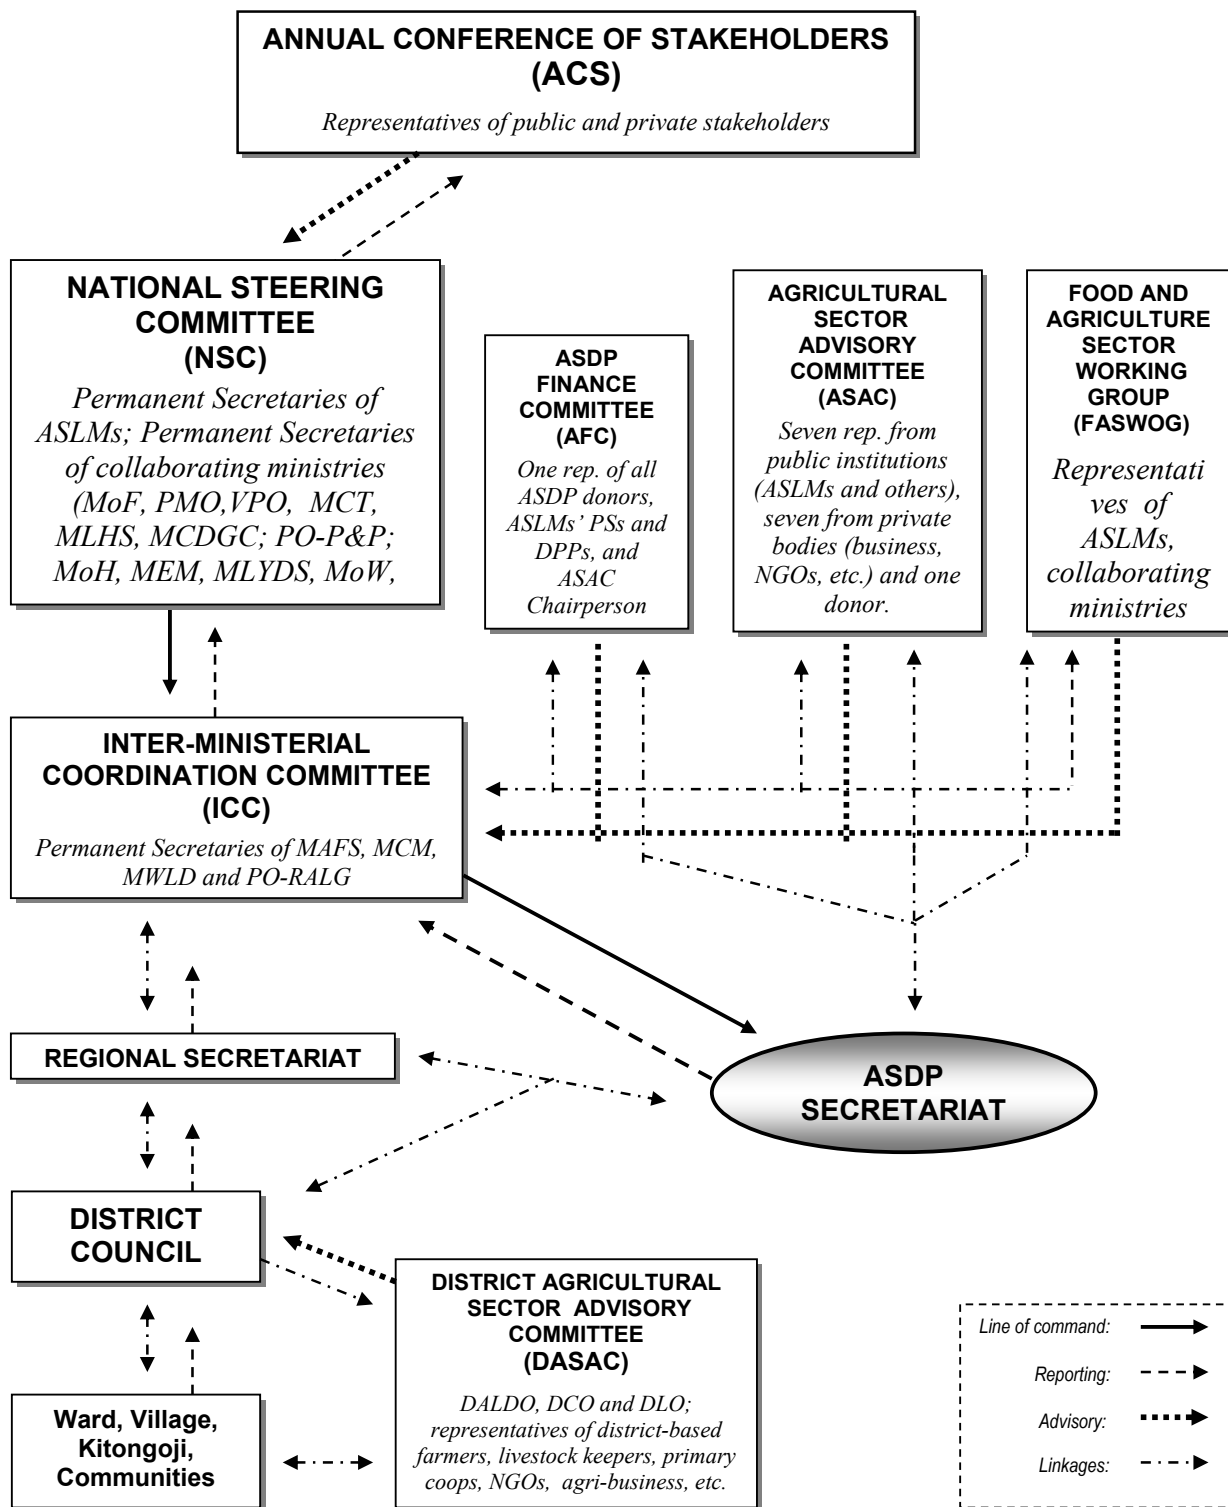 ANNUAL CONFERENCE OF STAKEHOLDERS
(ACS)
Representatives of public and private stakeholders
NATIONAL STEERING
COMMITTEE
(NSC)
Permanent Secretaries of
ASLMs; Permanent Secretaries
of collaborating ministries
(MoF, PMO,VPO, MCT,
MLHS, MCDGC; PO-P&P;
MoH, MEM, MLYDS, MoW,
ASDP
FINANCE
COMMITTEE
(AFC)
One rep. of all
ASDP donors,
ASLMs’ PSs and
DPPs, and
ASAC
Chairperson
AGRICULTURAL
SECTOR
ADVISORY
COMMITTEE
(ASAC)
Seven rep. from
public institutions
(ASLMs and others),
seven from private
bodies (business,
NGOs, etc.) and one
donor.
FOOD AND
AGRICULTURE
SECTOR
WORKING
GROUP
(FASWOG)
Representati
ves of
ASLMs,
collaborating
ministries
INTER-MINISTERIAL
COORDINATION COMMITTEE
(ICC)
Permanent Secretaries of MAFS, MCM,
MWLD and PO-RALG
REGIONAL SECRETARIAT
ASDP
SECRETARIAT
DISTRICT
COUNCIL
DISTRICT AGRICULTURAL
SECTOR ADVISORY
COMMITTEE
(DASAC)
DALDO, DCO and DLO;
representatives of district-based
farmers, livestock keepers, primary
coops, NGOs, agri-business, etc.
Ward, Village,
Kitongoji,
Communities
Line of command:
Reporting:
Advisory:
Linkages: